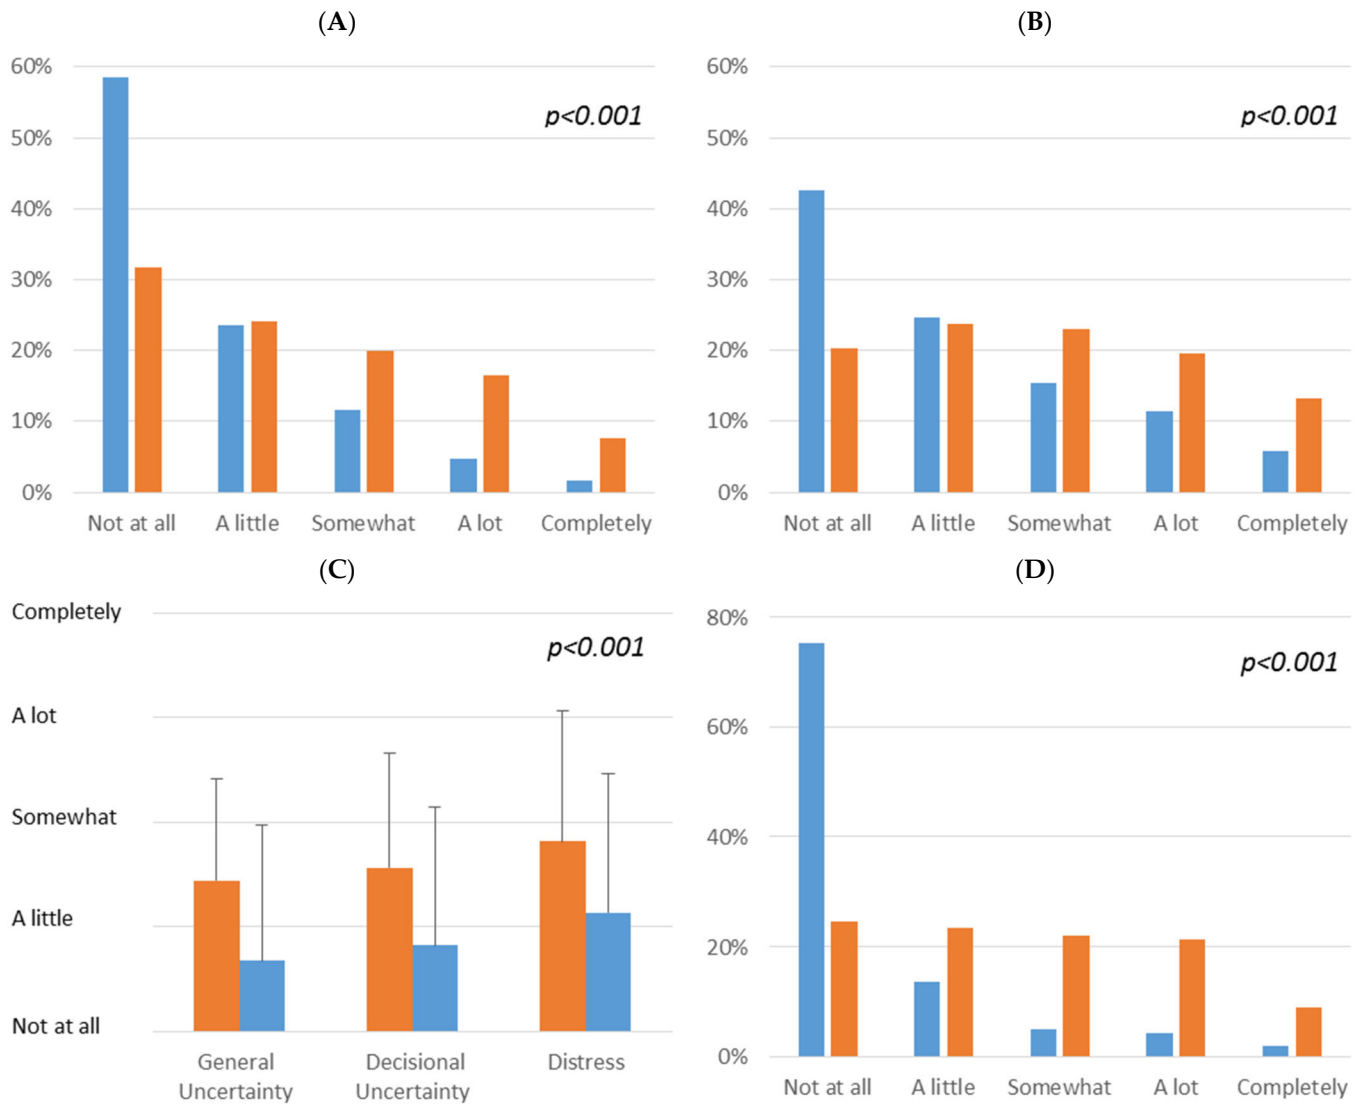 (A)
60%
50%
40%
30%
20%
10%
0%
p<0.001
Not at all
A little
Somewhat
A lot
Completely
(B)
60%
50%
40%
30%
20%
10%
0%
p<0.001
Not at all
A little
Somewhat
A lot
Completely
(C)
Completely
A lot
Somewhat
A little
Not at all
p<0.001
General
Uncertainty
Decisional
Uncertainty
Distress
(D)
80%
60%
40%
20%
0%
p<0.001
Not at all
A little
Somewhat
A lot
Completely